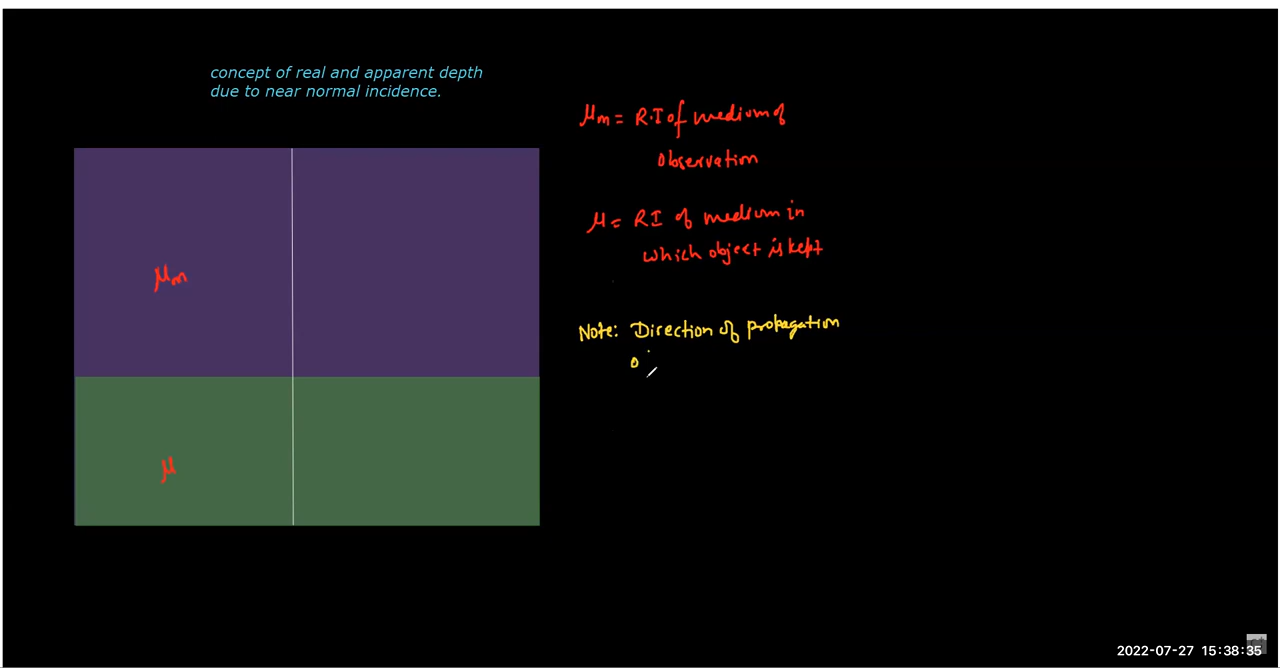 concept of real and apparent depth
due to near normal incidence.
μm = R.I of medium of
observation
μ = RI of medium in
which object is kept
μm
Note: Direction of propagation
o
μ
2022-07-27 15:38:35